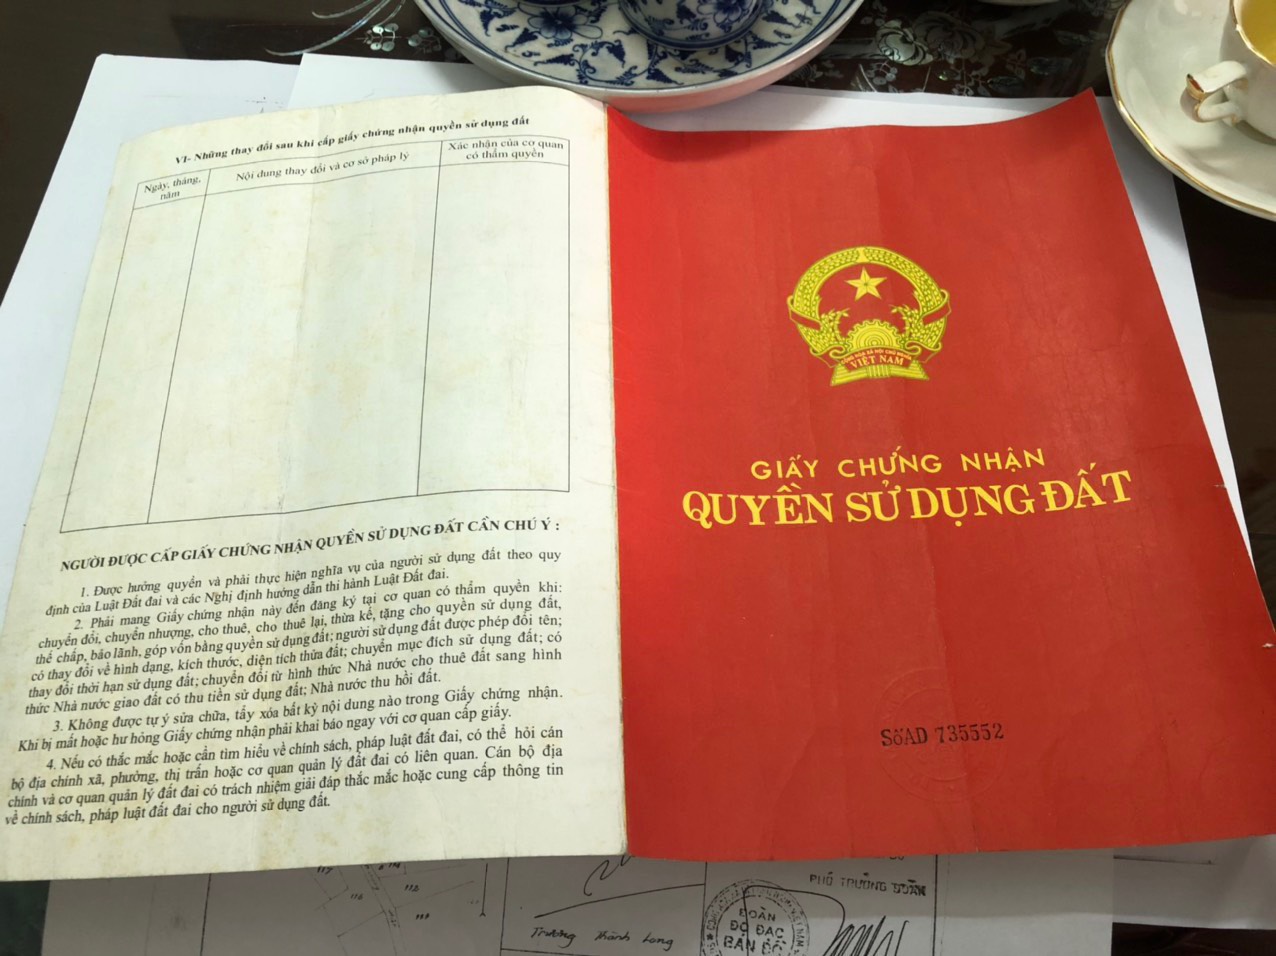 VI- Những thay đổi sau khi cấp giấy chứng nhận quyền sử dụng đất
Ngày, tháng, năm
Nội dung thay đổi và cơ sở pháp lý
Xác nhận của cơ quan có thẩm quyền
NGƯỜI ĐƯỢC CẤP GIẤY CHỨNG NHẬN QUYỀN SỬ DỤNG ĐẤT CẦN CHÚ Ý :
1. Được hưởng quyền và phải thực hiện nghĩa vụ của người sử dụng đất theo quy
định của Luật Đất đai và các Nghị định hướng dẫn thi hành Luật Đất đai.
2. Phải mang Giấy chứng nhận này đến đăng ký tại cơ quan có thẩm quyền khi:
chuyển đổi, chuyển nhượng, cho thuê, cho thuê lại, thừa kế, tặng cho quyền sử dụng đất,
thế chấp, bảo lãnh, góp vốn bằng quyền sử dụng đất; người sử dụng đất được phép đổi tên;
có thay đổi về hình dạng, kích thước, diện tích thửa đất; chuyển mục đích sử dụng đất; có
thay đổi thời hạn sử dụng đất; chuyển đổi từ hình thức Nhà nước cho thuê đất sang hình
thức Nhà nước giao đất có thu tiền sử dụng đất; Nhà nước thu hồi đất.
3. Không được tự ý sửa chữa, tẩy xóa bất kỳ nội dung nào trong Giấy chứng nhận.
Khi bị mất hoặc hư hỏng Giấy chứng nhận phải khai báo ngay với cơ quan cấp giấy.
4. Nếu có thắc mắc hoặc cần tìm hiểu về chính sách, pháp luật đất đai, có thể hỏi cán
bộ địa chính xã, phường, thị trấn hoặc cơ quan quản lý đất đai có liên quan. Cán bộ địa
chính và cơ quan quản lý đất đai có trách nhiệm giải đáp thắc mắc hoặc cung cấp thông tin
về chính sách, pháp luật đất đai cho người sử dụng đất.
CỘNG HÒA XÃ HỘI CHỦ NGHĨA
VIỆT NAM
GIẤY CHỨNG NHẬN
QUYỀN SỬ DỤNG ĐẤT
Số AD 735552
PHÓ TRƯỞNG ĐOÀN
ĐOÀN
ĐO ĐẠC
BẢN ĐỒ
Trương Thành Long